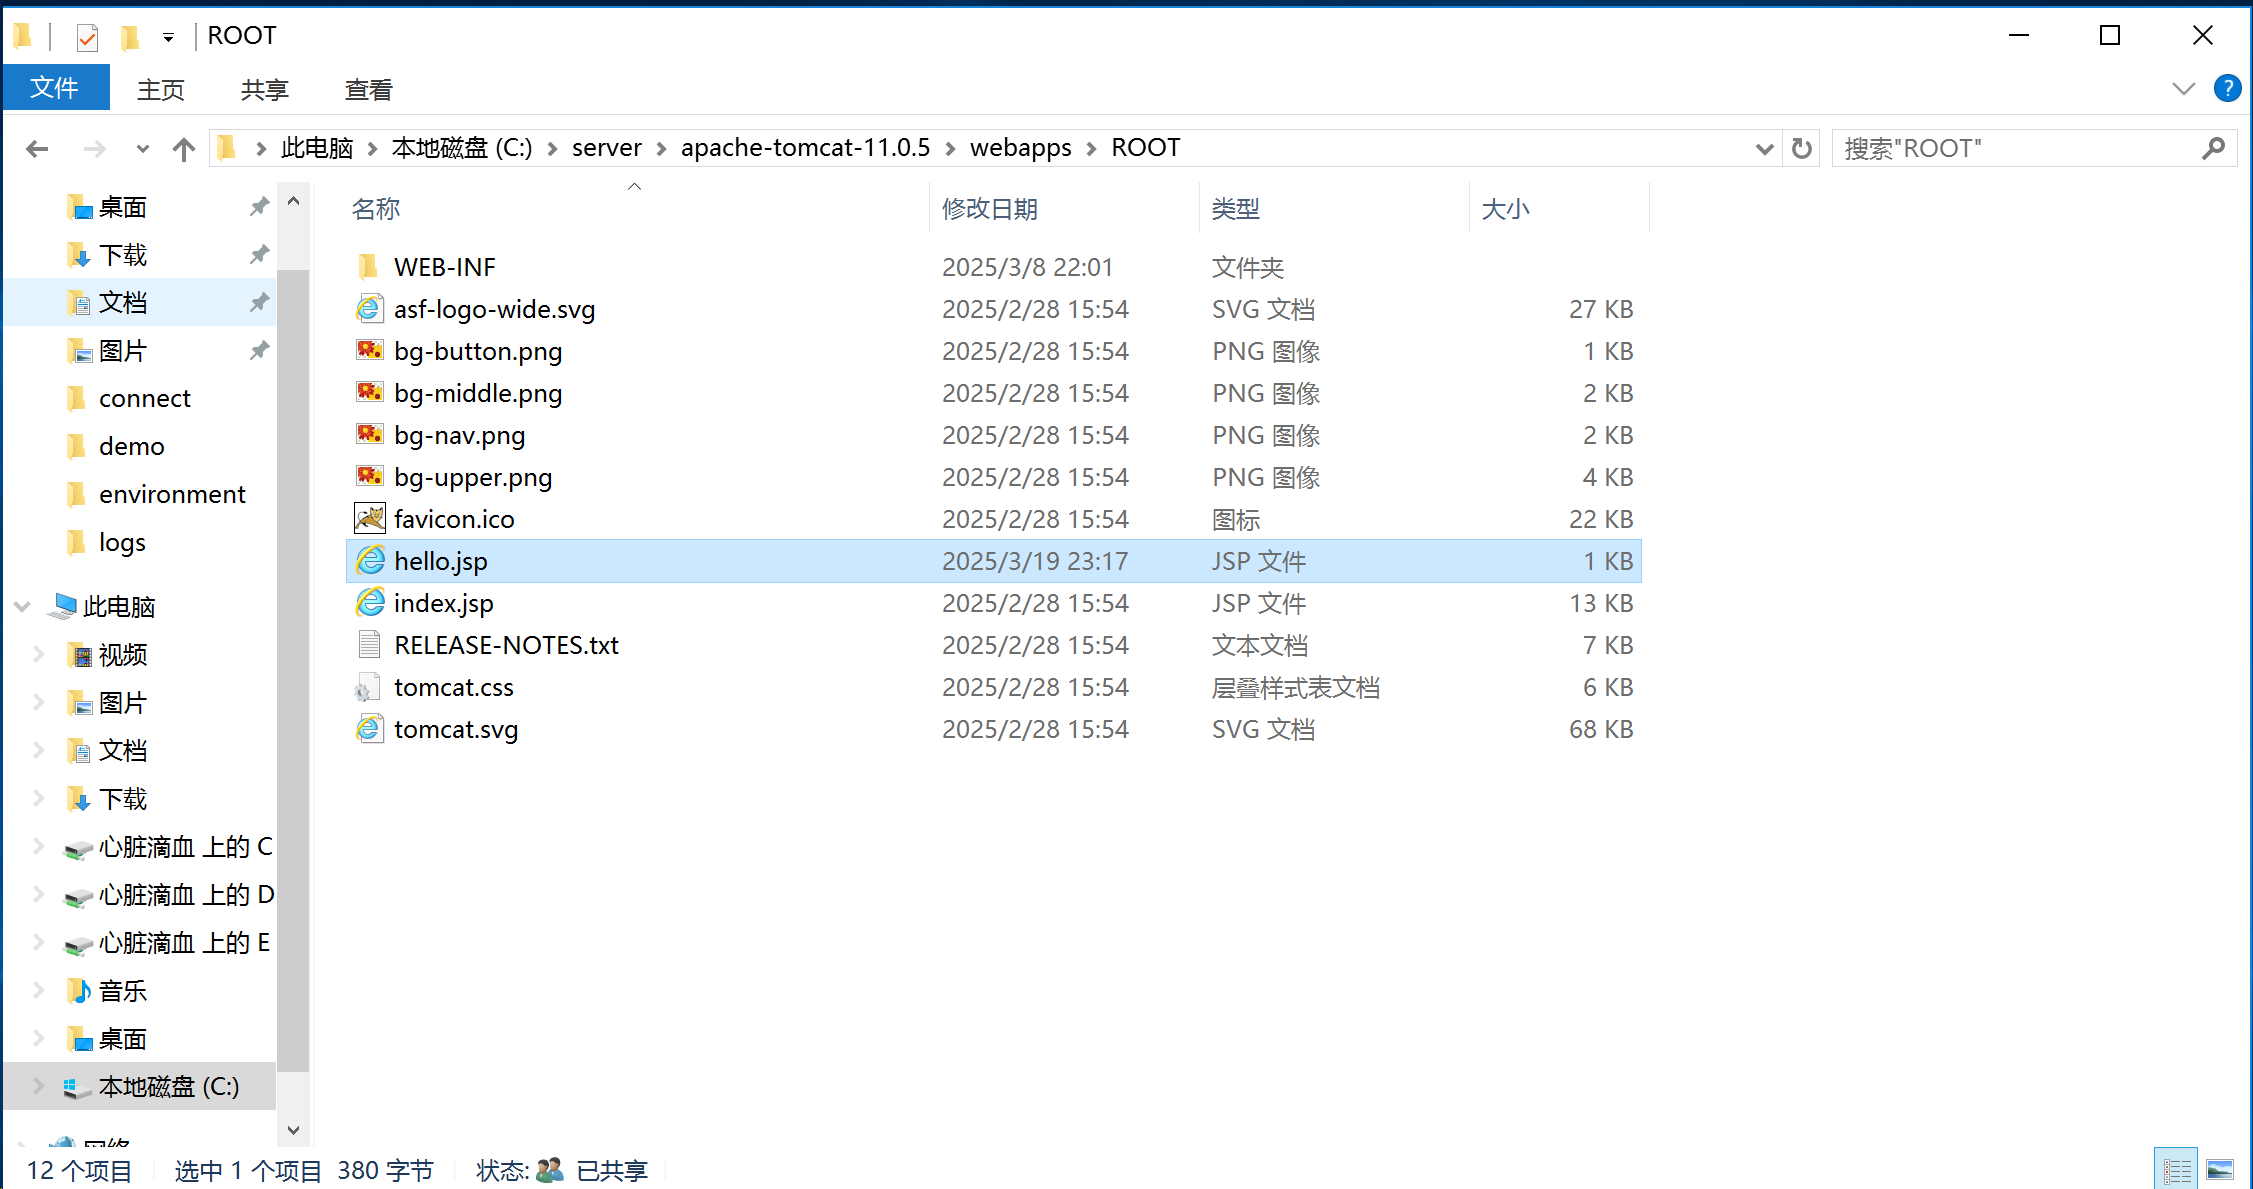 ROOT
文件 主页 共享 查看
此电脑 本地磁盘 (C:) server apache-tomcat-11.0.5 webapps ROOT 搜索"ROOT"
桌面
下载
文档
图片
connect
demo
environment
logs
此电脑
视频
图片
文档
下载
心脏滴血 上的 C
心脏滴血 上的 D
心脏滴血 上的 E
音乐
桌面
本地磁盘 (C:)
网络
名称 修改日期 类型 大小
WEB-INF 2025/3/8 22:01 文件夹
asf-logo-wide.svg 2025/2/28 15:54 SVG 文档 27 KB
bg-button.png 2025/2/28 15:54 PNG 图像 1 KB
bg-middle.png 2025/2/28 15:54 PNG 图像 2 KB
bg-nav.png 2025/2/28 15:54 PNG 图像 2 KB
bg-upper.png 2025/2/28 15:54 PNG 图像 4 KB
favicon.ico 2025/2/28 15:54 图标 22 KB
hello.jsp 2025/3/19 23:17 JSP 文件 1 KB
index.jsp 2025/2/28 15:54 JSP 文件 13 KB
RELEASE-NOTES.txt 2025/2/28 15:54 文本文档 7 KB
tomcat.css 2025/2/28 15:54 层叠样式表文档 6 KB
tomcat.svg 2025/2/28 15:54 SVG 文档 68 KB
12 个项目 选中 1 个项目 380 字节 状态: 已共享